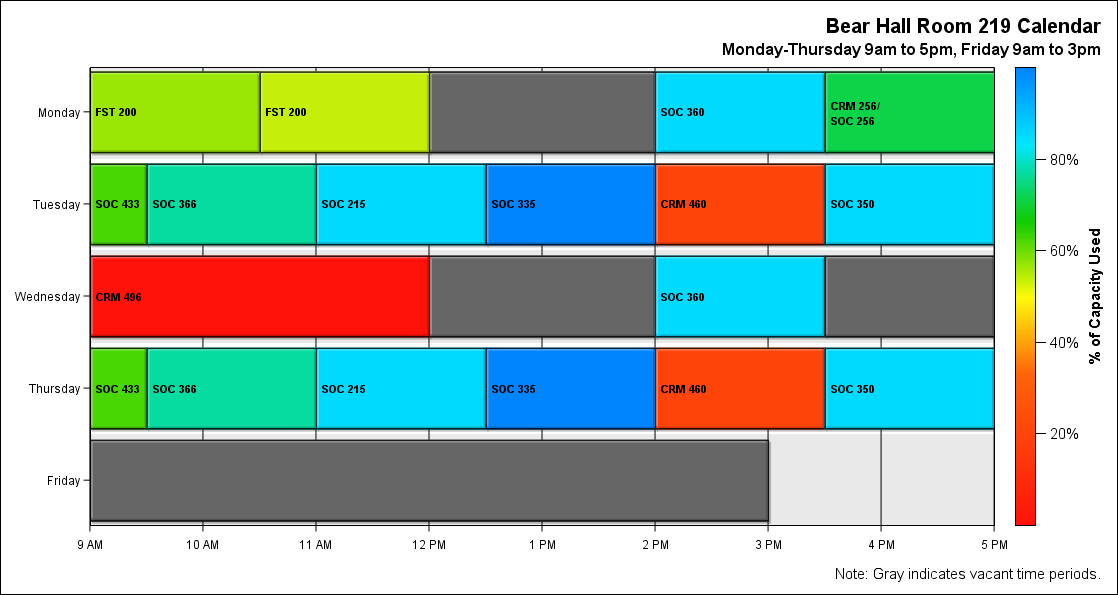 Bear Hall Room 219 Calendar
Monday-Thursday 9am to 5pm, Friday 9am to 3pm
Monday
FST 200
FST 200
SOC 360
CRM 256/
SOC 256
Tuesday
SOC 433
SOC 366
SOC 215
SOC 335
CRM 460
SOC 350
Wednesday
CRM 496
SOC 360
Thursday
SOC 433
SOC 366
SOC 215
SOC 335
CRM 460
SOC 350
Friday
9 AM
10 AM
11 AM
12 PM
1 PM
2 PM
3 PM
4 PM
5 PM
80%
60%
40%
20%
% of Capacity Used
Note: Gray indicates vacant time periods.